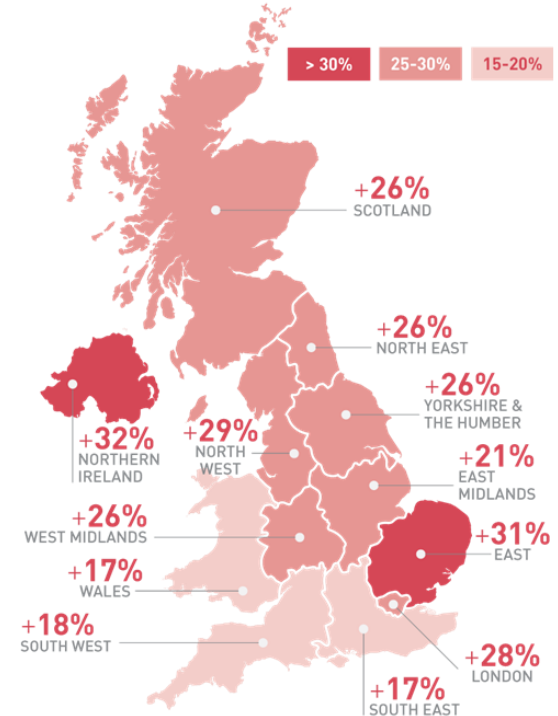 > 30% 25-30% 15-20%
+26%
SCOTLAND
+26%
NORTH EAST
+26%
YORKSHIRE &
THE HUMBER
+32%
NORTHERN
IRELAND
+29%
NORTH
WEST
+21%
EAST
MIDLANDS
+26%
WEST MIDLANDS
+31%
EAST
+17%
WALES
+18%
SOUTH WEST
+28%
LONDON
+17%
SOUTH EAST